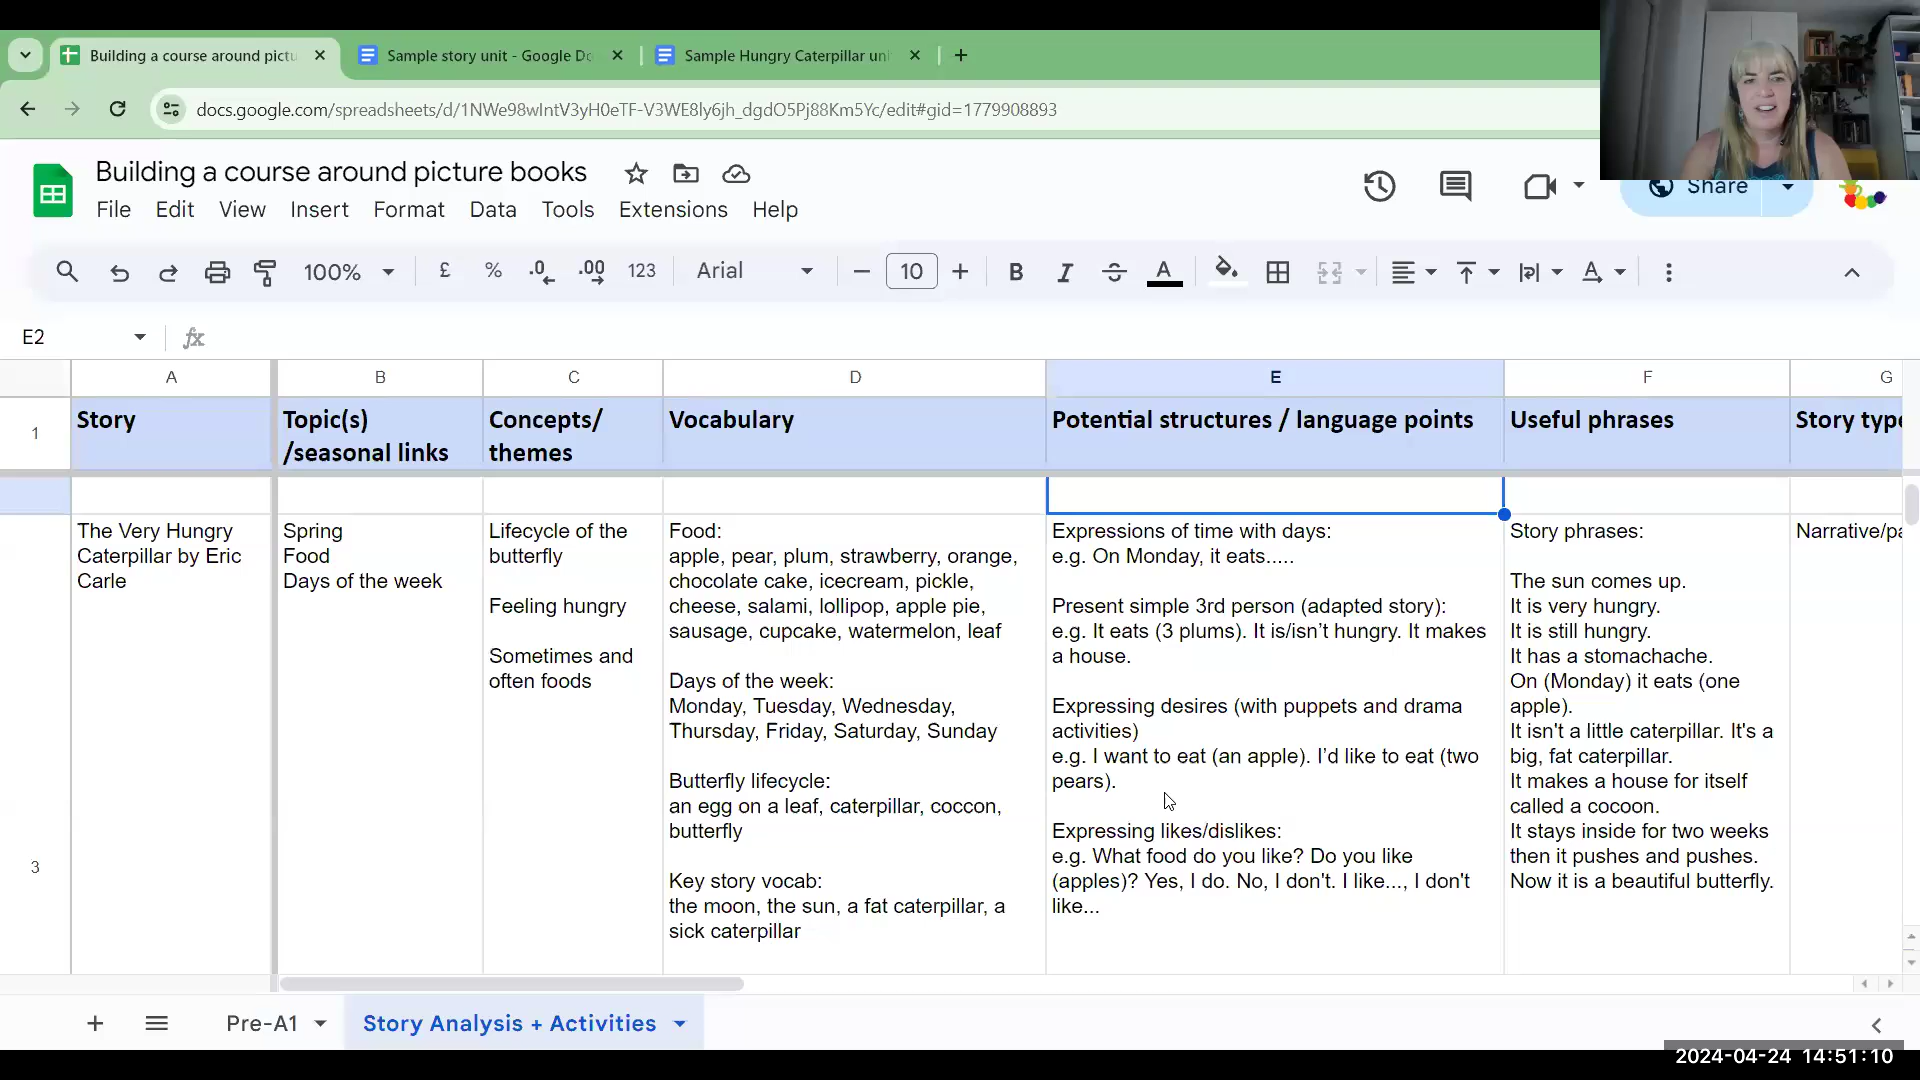 Building a course around pictu
Sample story unit - Google Do
Sample Hungry Caterpillar uni
docs.google.com/spreadsheets/d/1NWe98wIntV3yH0eTF-V3WE8ly6jh_dgdO5Pj88Km5Yc/edit#gid=1779908893
Building a course around picture books
Share
File Edit View Insert Format Data Tools Extensions Help
100% £ % .0 .00 123 Arial 10 B I A
E2 fx
A B C D E F G
1
Story
Topic(s)
/seasonal links
Concepts/
themes
Vocabulary
Potential structures / language points
Useful phrases
Story type
3
The Very Hungry
Caterpillar by Eric
Carle
Spring
Food
Days of the week
Lifecycle of the
butterfly
Feeling hungry
Sometimes and
often foods
Food:
apple, pear, plum, strawberry, orange,
chocolate cake, icecream, pickle,
cheese, salami, lollipop, apple pie,
sausage, cupcake, watermelon, leaf
Days of the week:
Monday, Tuesday, Wednesday,
Thursday, Friday, Saturday, Sunday
Butterfly lifecycle:
an egg on a leaf, caterpillar, coccon,
butterfly
Key story vocab:
the moon, the sun, a fat caterpillar, a
sick caterpillar
Expressions of time with days:
e.g. On Monday, it eats.....
Present simple 3rd person (adapted story):
e.g. It eats (3 plums). It is/isn’t hungry. It makes
a house.
Expressing desires (with puppets and drama
activities)
e.g. I want to eat (an apple). I’d like to eat (two
pears).
Expressing likes/dislikes:
e.g. What food do you like? Do you like
(apples)? Yes, I do. No, I don't. I like..., I don't
like...
Story phrases:
The sun comes up.
It is very hungry.
It is still hungry.
It has a stomachache.
On (Monday) it eats (one
apple).
It isn't a little caterpillar. It's a
big, fat caterpillar.
It makes a house for itself
called a cocoon.
It stays inside for two weeks
then it pushes and pushes.
Now it is a beautiful butterfly.
Narrative/pa
Pre-A1
Story Analysis + Activities
2024-04-24 14:51:10